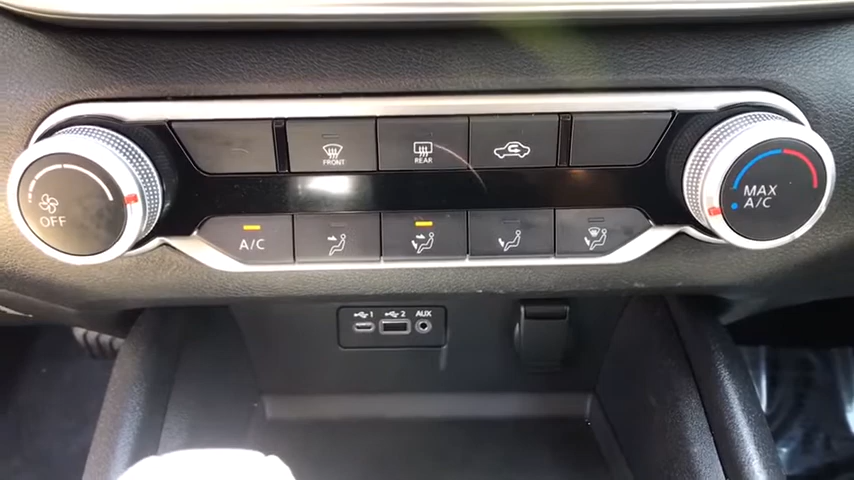 FRONT
REAR
OFF
MAX
A/C
A/C
1 2 AUX